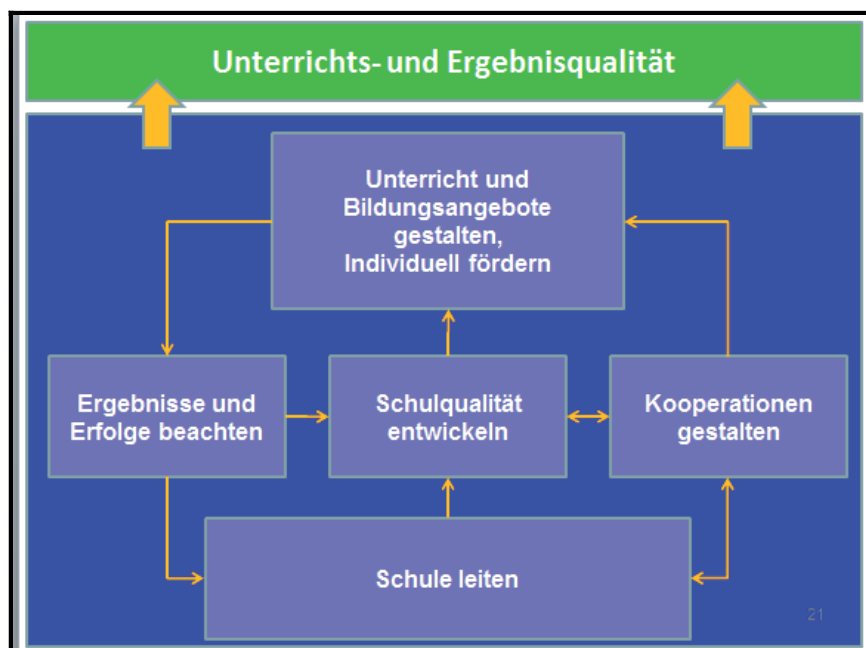 Unterrichts- und Ergebnisqualität
Unterricht und
Bildungsangebote
gestalten,
Individuell fördern
Ergebnisse und
Erfolge beachten
Schulqualität
entwickeln
Kooperationen
gestalten
Schule leiten
21